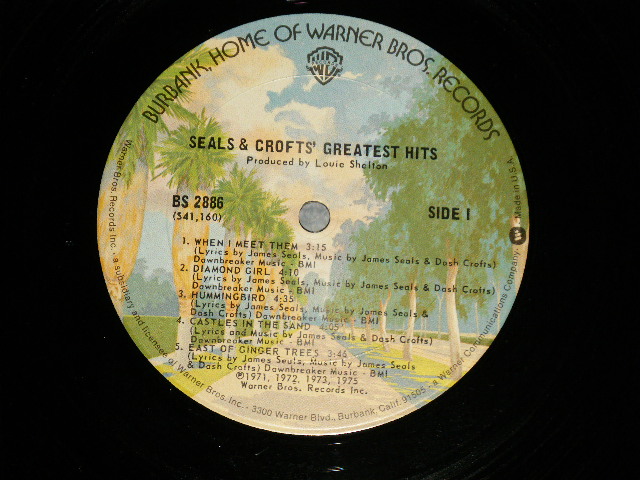 BURBANK, HOME OF WARNER BROS. RECORDS
SEALS & CROFTS' GREATEST HITS
Produced by Louie Shelton
BS 2886
(S41,160)
SIDE 1
1. WHEN I MEET THEM 3:15
(Lyrics by James Seals, Music by James Seals & Dash Crofts)
Dawnbreaker Music - BMI
2. DIAMOND GIRL 4:10
(Lyrics by James Seals, Music by James Seals & Dash Crofts)
Dawnbreaker Music - BMI
3. HUMMINGBIRD 4:35
(Lyrics by James Seals, Music by James Seals &
Dash Crofts) Dawnbreaker Music - BMI
4. CASTLES IN THE SAND 4:05
(Lyrics and Music by James Seals & Dash Crofts)
Dawnbreaker Music - BMI
5. EAST OF GINGER TREES 3:46
(Lyrics by James Seals, Music by James Seals
& Dash Crofts) Dawnbreaker Music - BMI
℗1971, 1972, 1973, 1975
Warner Bros. Records Inc.
Warner Bros. Records Inc. • a subsidiary and licensee of Warner Bros. Inc. • 3300 Warner Blvd., Burbank, Calif. 91505 • a Warner Communications Company. Made in U.S.A.